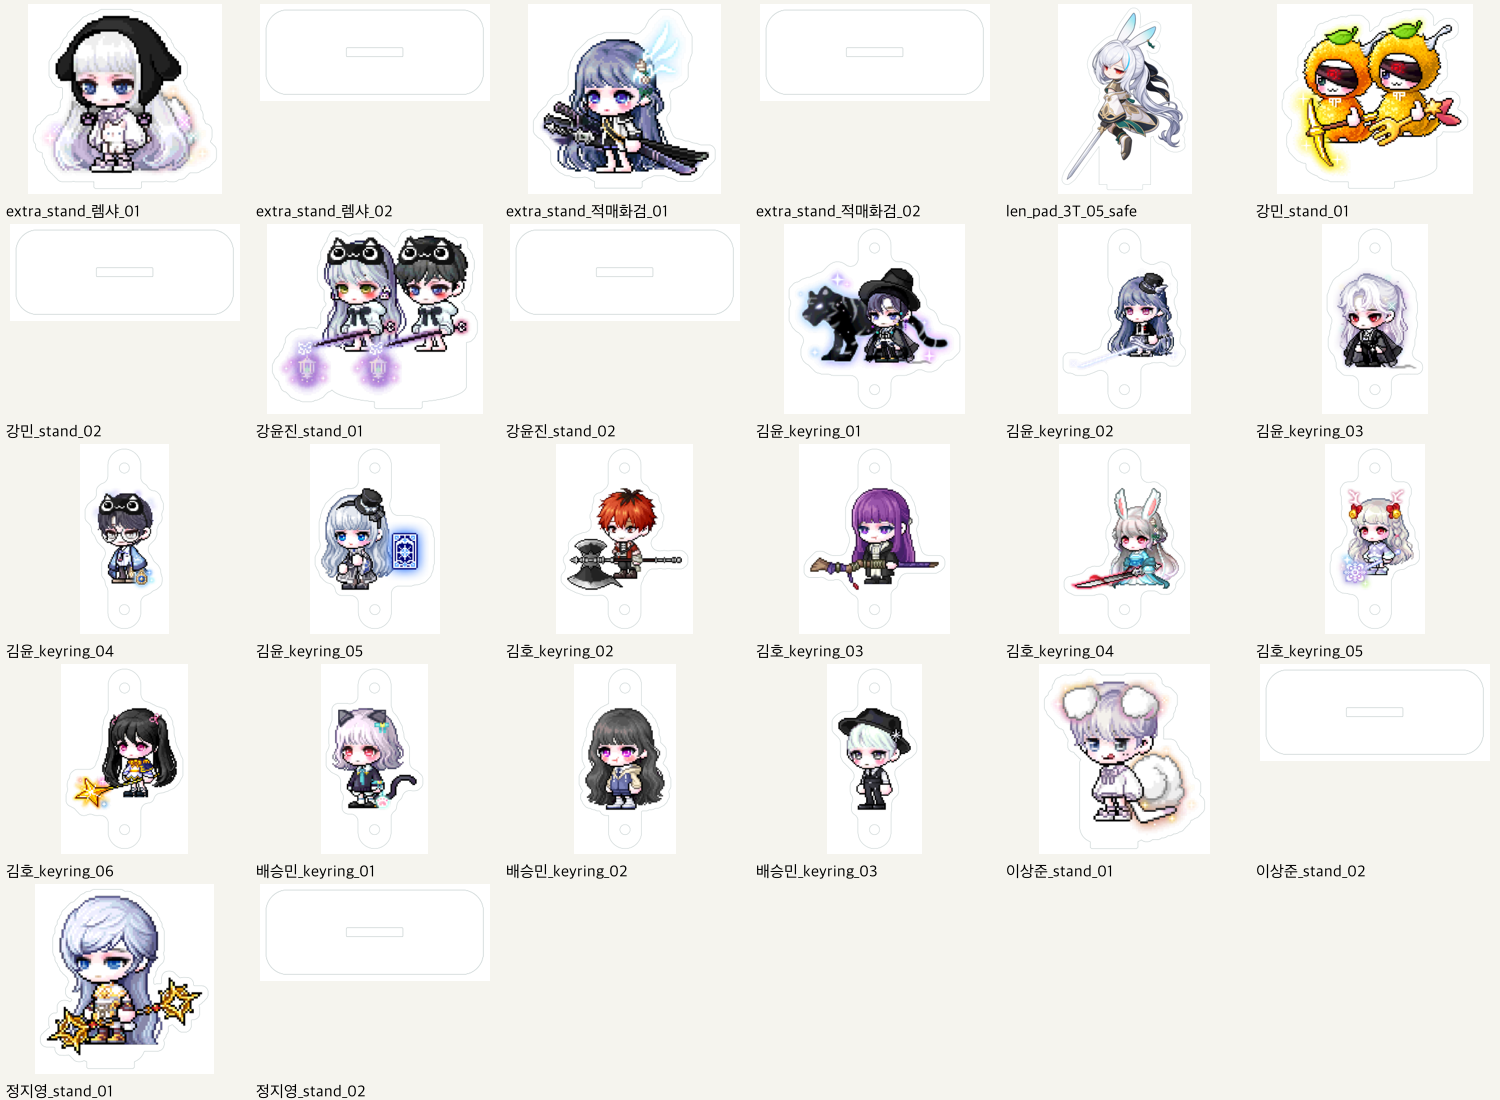 extra_stand_렘샤_01
extra_stand_렘샤_02
extra_stand_적매화검_01
extra_stand_적매화검_02
len_pad_3T_05_safe
강민_stand_01
강민_stand_02
강윤진_stand_01
강윤진_stand_02
김윤_keyring_01
김윤_keyring_02
김윤_keyring_03
김윤_keyring_04
김윤_keyring_05
김호_keyring_02
김호_keyring_03
김호_keyring_04
김호_keyring_05
김호_keyring_06
배승민_keyring_01
배승민_keyring_02
배승민_keyring_03
이상준_stand_01
이상준_stand_02
정지영_stand_01
정지영_stand_02